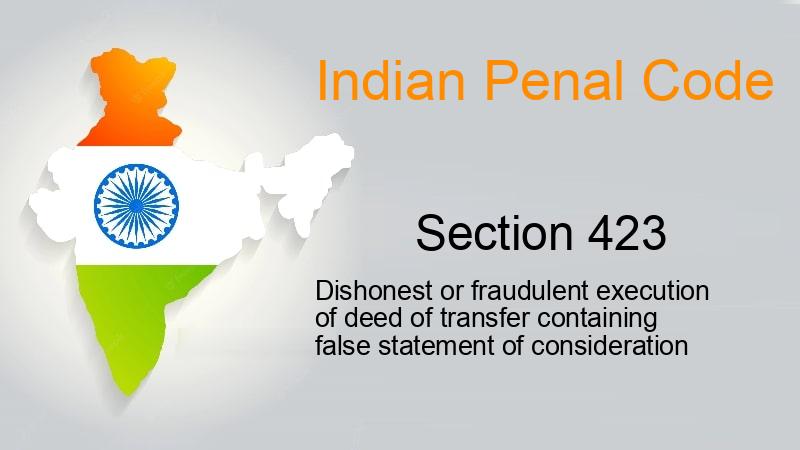 Indian Penal Code
Section 423
Dishonest or fraudulent execution
of deed of transfer containing
false statement of consideration